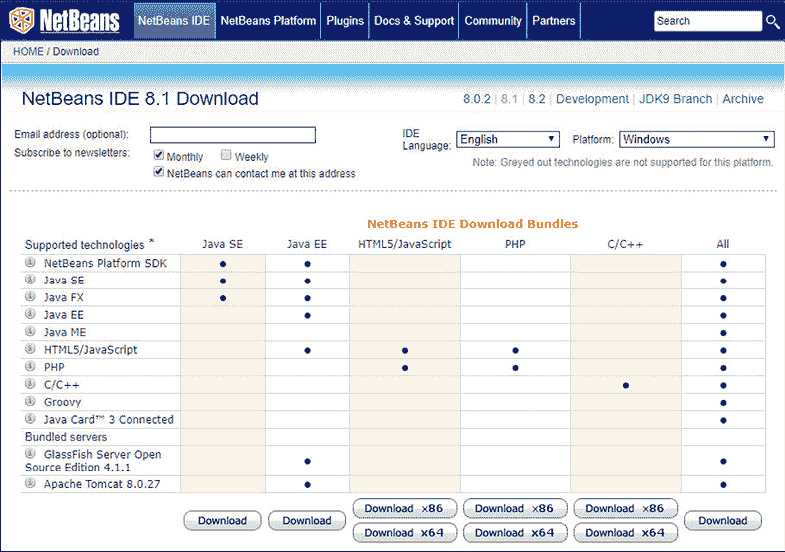 NetBeans
NetBeans IDE
NetBeans Platform
Plugins
Docs & Support
Community
Partners
Search
HOME / Download
NetBeans IDE 8.1 Download
8.0.2 | 8.1 | 8.2 | Development | JDK9 Branch | Archive
Email address (optional):
Subscribe to newsletters:
Monthly
Weekly
NetBeans can contact me at this address
IDE
Language:
English
Platform:
Windows
Note: Greyed out technologies are not supported for this platform.
NetBeans IDE Download Bundles
Supported technologies * Java SE Java EE HTML5/JavaScript PHP C/C++ All
NetBeans Platform SDK
Java SE
Java FX
Java EE
Java ME
HTML5/JavaScript
PHP
C/C++
Groovy
Java Card™ 3 Connected
Bundled servers
GlassFish Server Open
Source Edition 4.1.1
Apache Tomcat 8.0.27
Download Download Download x86 Download x86 Download x86 Download
Download x64 Download x64 Download x64